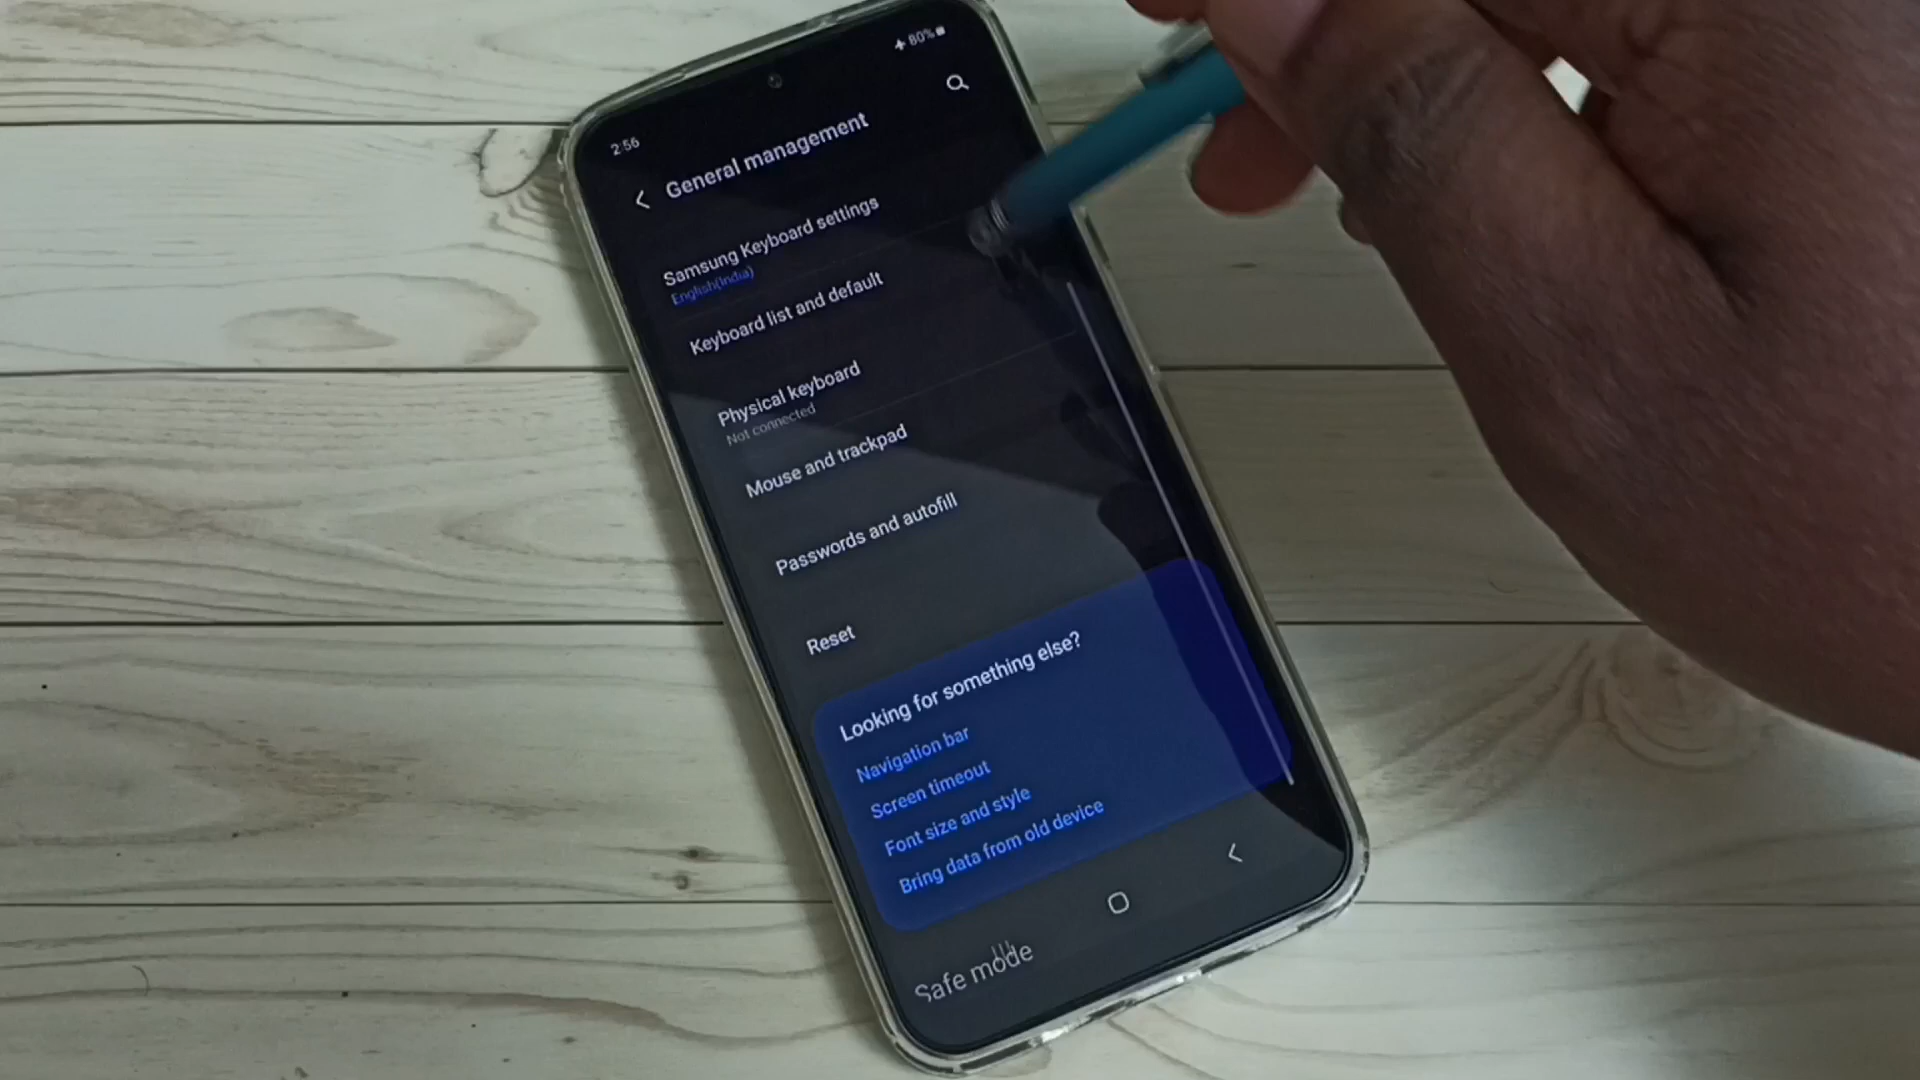 2:56
80%
General management
Samsung Keyboard settings
English(India)
Keyboard list and default
Physical keyboard
Not connected
Mouse and trackpad
Passwords and autofill
Reset
Looking for something else?
Navigation bar
Screen timeout
Font size and style
Bring data from old device
Safe mode